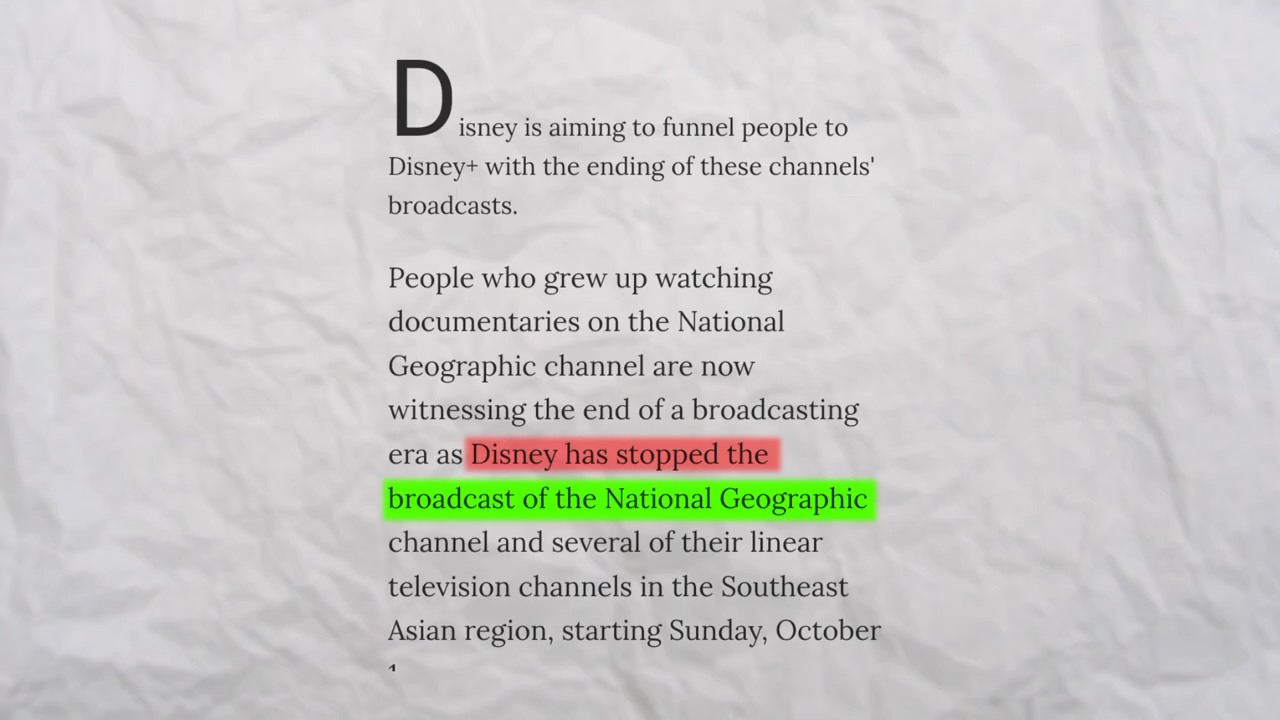 Disney is aiming to funnel people to
Disney+ with the ending of these channels'
broadcasts.
People who grew up watching
documentaries on the National
Geographic channel are now
witnessing the end of a broadcasting
era as Disney has stopped the
broadcast of the National Geographic
channel and several of their linear
television channels in the Southeast
Asian region, starting Sunday, October